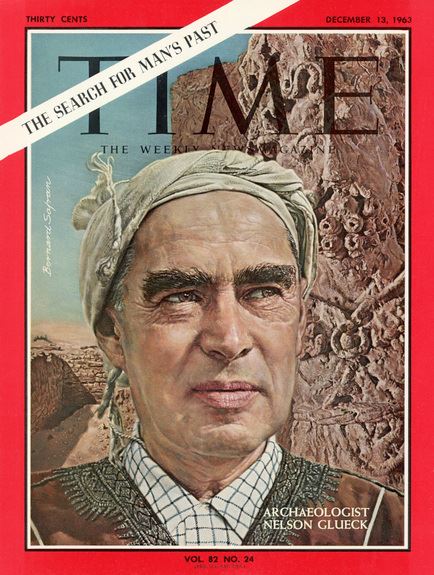 THIRTY CENTS
DECEMBER 13, 1963
THE SEARCH FOR MAN'S PAST
TIME
THE WEEKLY NEWSMAGAZINE
Bernard Safran
ARCHAEOLOGIST
NELSON GLUECK
VOL. 82 NO. 24